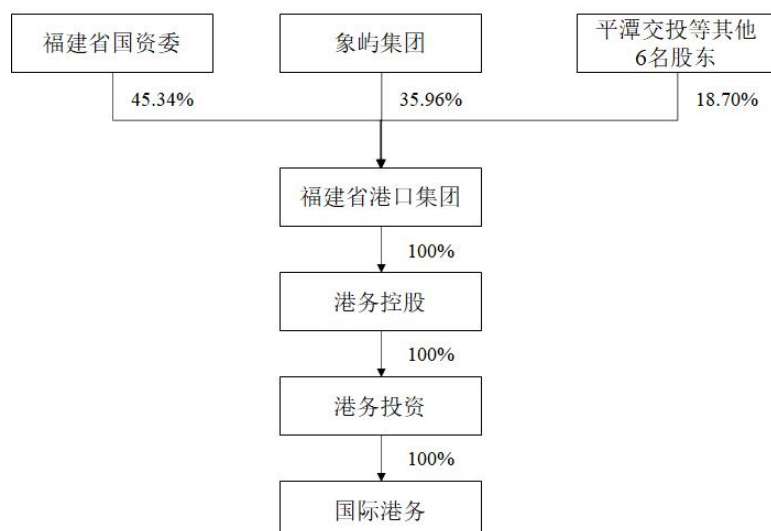 福建省国资委
象屿集团
平潭交投等其他
6名股东
45.34%
35.96%
18.70%
福建省港口集团
100%
港务控股
100%
港务投资
100%
国际港务